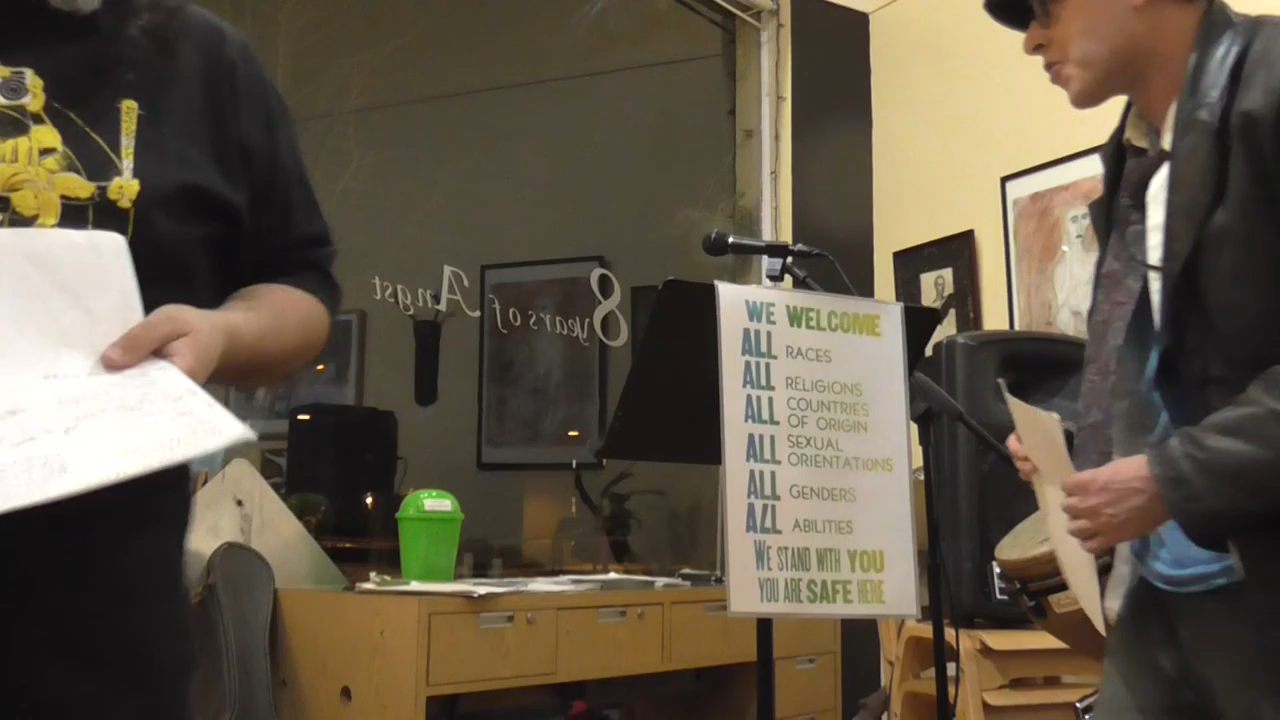 8 years of Angst
WE WELCOME
ALL RACES
ALL RELIGIONS
ALL COUNTRIES
OF ORIGIN
ALL SEXUAL
ORIENTATIONS
ALL GENDERS
ALL ABILITIES
WE STAND WITH YOU
YOU ARE SAFE HERE